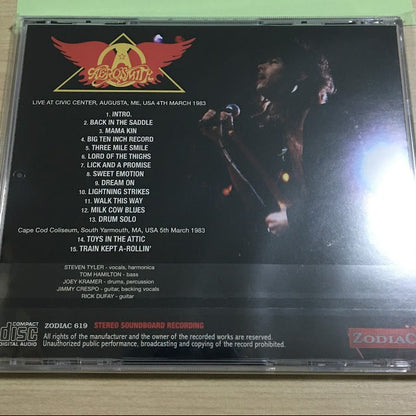 AEROSMITH
LIVE AT CIVIC CENTER, AUGUSTA, ME, USA 4TH MARCH 1983
1. INTRO.
2. BACK IN THE SADDLE
3. MAMA KIN
4. BIG TEN INCH RECORD
5. THREE MILE SMILE
6. LORD OF THE THIGHS
7. LICK AND A PROMISE
8. SWEET EMOTION
9. DREAM ON
10. LIGHTNING STRIKES
11. WALK THIS WAY
12. MILK COW BLUES
13. DRUM SOLO
Cape Cod Coliseum, South Yarmouth, MA, USA 5th March 1983
14. TOYS IN THE ATTIC
15. TRAIN KEPT A-ROLLIN'
STEVEN TYLER - vocals, harmonica
TOM HAMILTON - bass
JOEY KRAMER - drums, percussion
JIMMY CRESPO - guitar, backing vocals
RICK DUFAY - guitar
COMPACT
disc
DIGITAL AUDIO
ZODIAC 619 STEREO SOUNDBOARD RECORDING
All rights of the manufacturer and the owner of the recorded works are reserved.
Unauthorized public performance, broadcasting and copying of the record prohibited.
ZODIAC